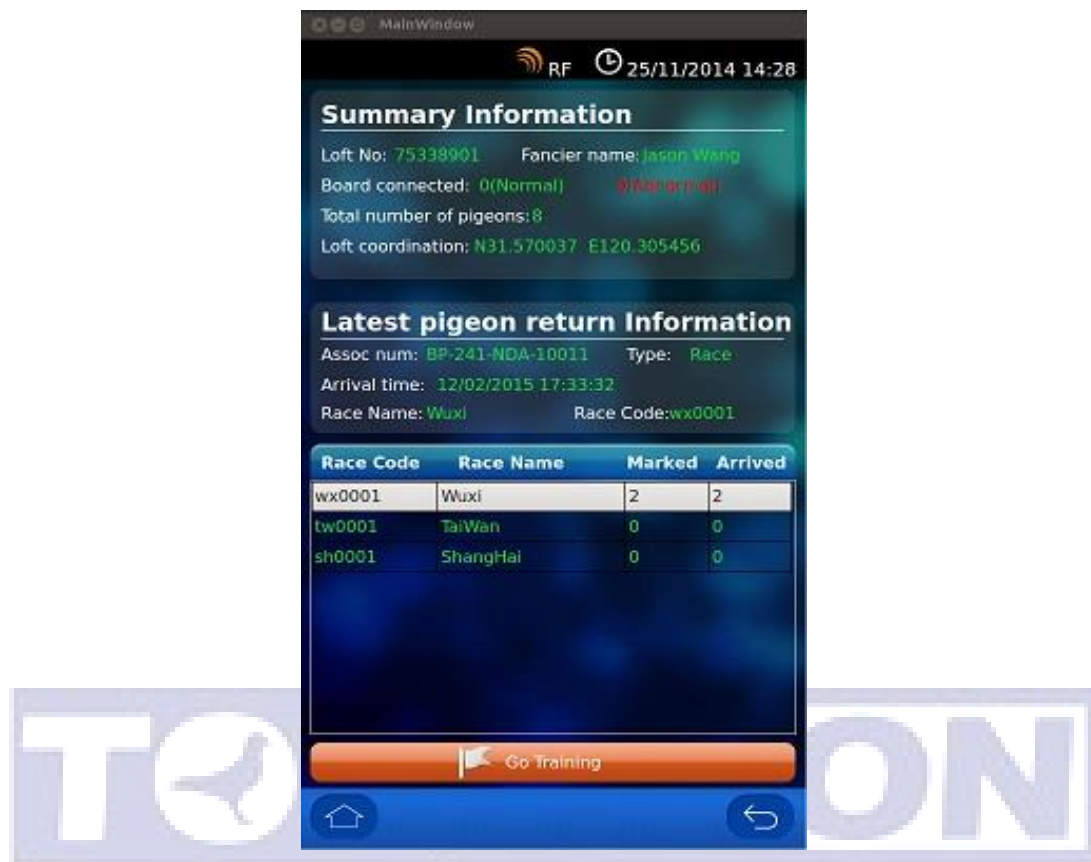 MainWindow
RF 25/11/2014 14:28
Summary Information
Loft No: 75338901 Fancier name: Jason Wang
Board connected: 0(Normal) 0(Abnormal)
Total number of pigeons: 8
Loft coordination: N31.570037 E120.305456
Latest pigeon return Information
Assoc num: BP-241-NDA-10011 Type: Race
Arrival time: 12/02/2015 17:33:32
Race Name: Wuxi Race Code:wx0001
Race Code Race Name Marked Arrived
wx0001 Wuxi 2 2
tw0001 TaiWan 0 0
sh0001 ShangHai 0 0
Go Training